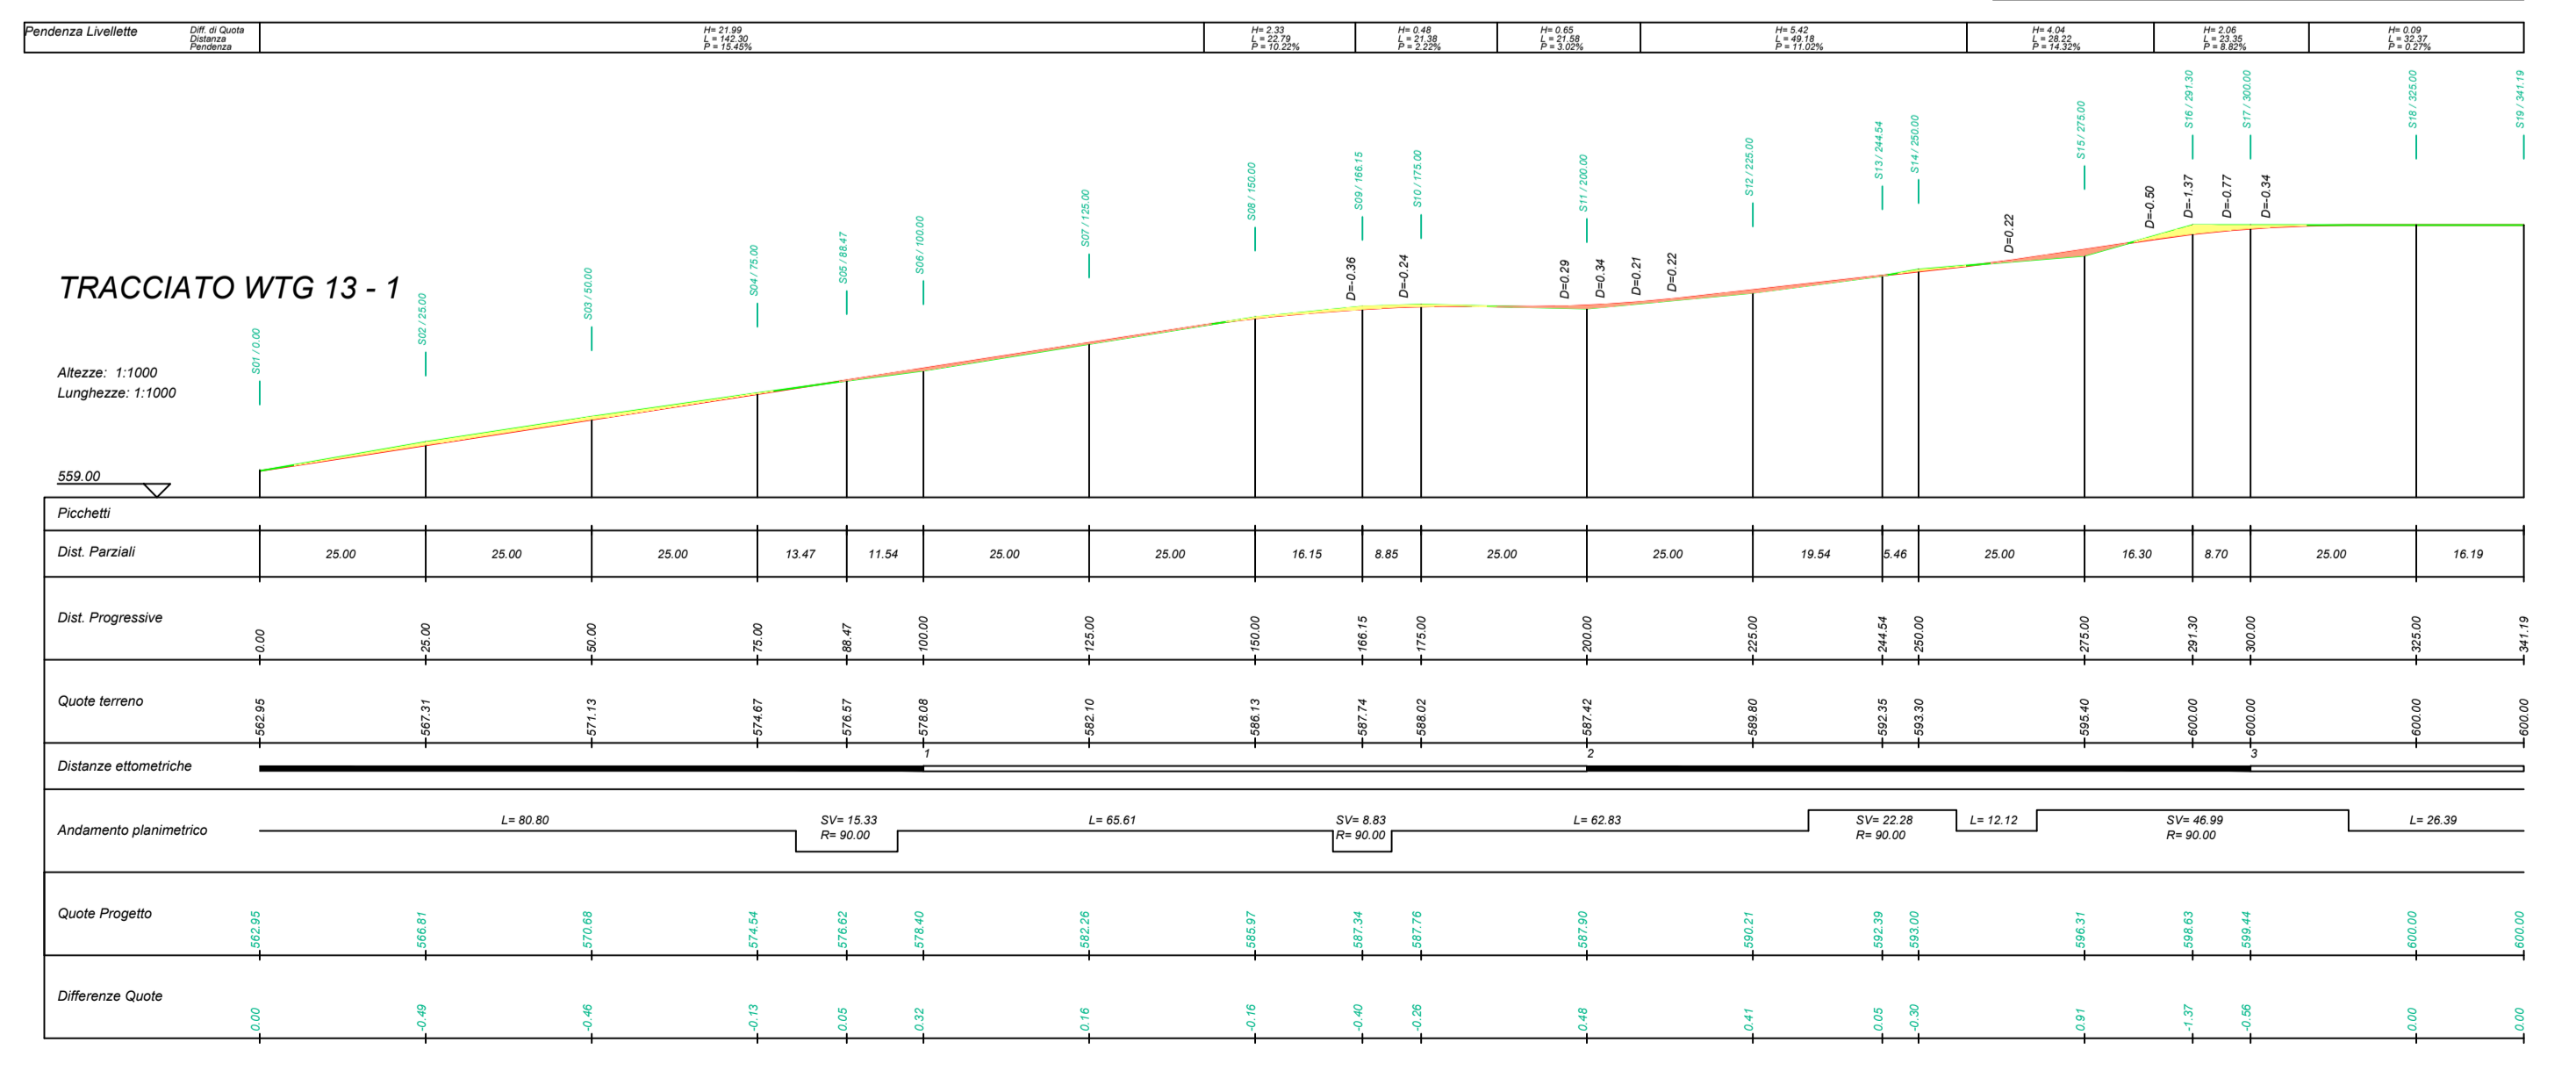 Pendenza Livellette
Diff. di Quota
Distanza
Pendenza
H= 21.99
L = 142.30
P = 15.45%
H= 2.33
L = 22.79
P = 10.22%
H= 0.48
L = 21.38
P = 2.22%
H= 0.65
L = 21.58
P = 3.02%
H= 5.42
L = 49.18
P = 11.02%
H= 4.04
L = 28.22
P = 14.32%
H= 2.06
L = 23.35
P = 8.82%
H= 0.09
L = 32.37
P = 0.27%
S01 / 0.00
S02 / 25.00
S03 / 50.00
S04 / 75.00
S05 / 88.47
S06 / 100.00
S07 / 125.00
S08 / 150.00
S09 / 166.15
S10 / 175.00
S11 / 200.00
S12 / 225.00
S13 / 244.54
S14 / 250.00
S15 / 275.00
S16 / 291.30
S17 / 300.00
S18 / 325.00
S19 / 341.19
D=-0.36
D=-0.24
D=0.29
D=0.34
D=0.21
D=0.22
D=0.22
D=-0.50
D=-1.37
D=-0.77
D=-0.34
TRACCIATO WTG 13 - 1
Altezze: 1:1000
Lunghezze: 1:1000
559.00
Picchetti
Dist. Parziali
25.00 25.00 25.00 13.47 11.54 25.00 25.00 16.15 8.85 25.00 25.00 19.54 5.46 25.00 16.30 8.70 25.00 16.19
Dist. Progressive
0.00 25.00 50.00 75.00 88.47 100.00 125.00 150.00 166.15 175.00 200.00 225.00 244.54 250.00 275.00 291.30 300.00 325.00 341.19
Quote terreno
562.95 567.31 571.13 574.67 576.57 578.08 582.10 586.13 587.74 588.02 587.42 589.80 592.35 593.30 595.40 600.00 600.00 600.00 600.00
Distanze ettometriche
1 2 3
Andamento planimetrico
L= 80.80
SV= 15.33
R= 90.00
L= 65.61
SV= 8.83
R= 90.00
L= 62.83
SV= 22.28
R= 90.00
L= 12.12
SV= 46.99
R= 90.00
L= 26.39
Quote Progetto
562.95 566.81 570.68 574.54 576.62 578.40 582.26 585.97 587.34 587.76 587.90 590.21 592.39 593.00 596.31 598.63 599.44 600.00 600.00
Differenze Quote
0.00 -0.49 -0.46 -0.13 0.05 0.32 0.16 -0.16 -0.40 -0.26 0.48 0.41 0.05 -0.30 0.91 -1.37 -0.56 0.00 0.00